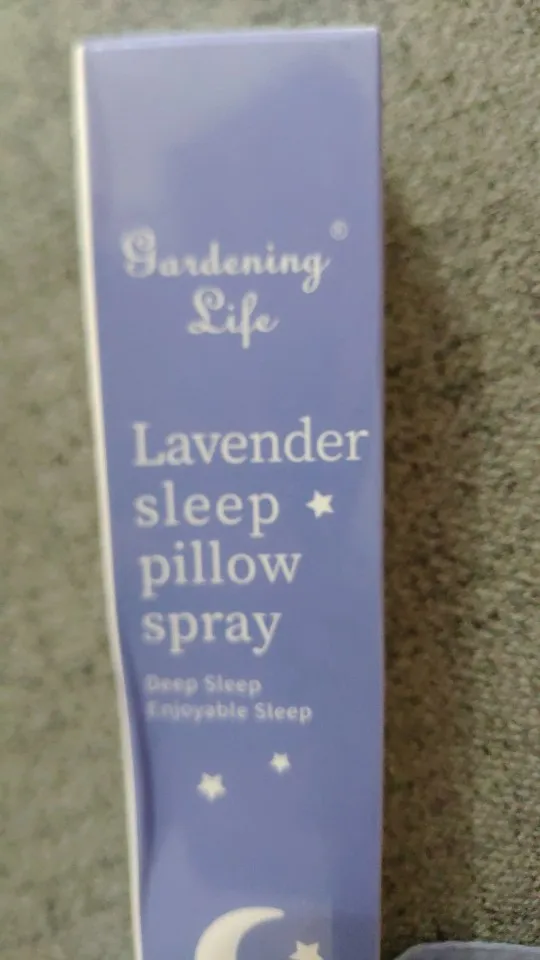 Gardening®
Life
Lavender
sleep
pillow
spray
Deep Sleep
Enjoyable Sleep